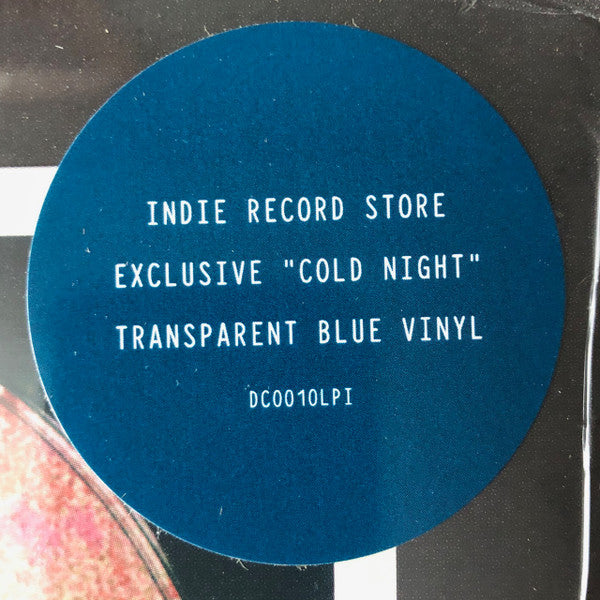 INDIE RECORD STORE
EXCLUSIVE "COLD NIGHT"
TRANSPARENT BLUE VINYL
DC0010LPI